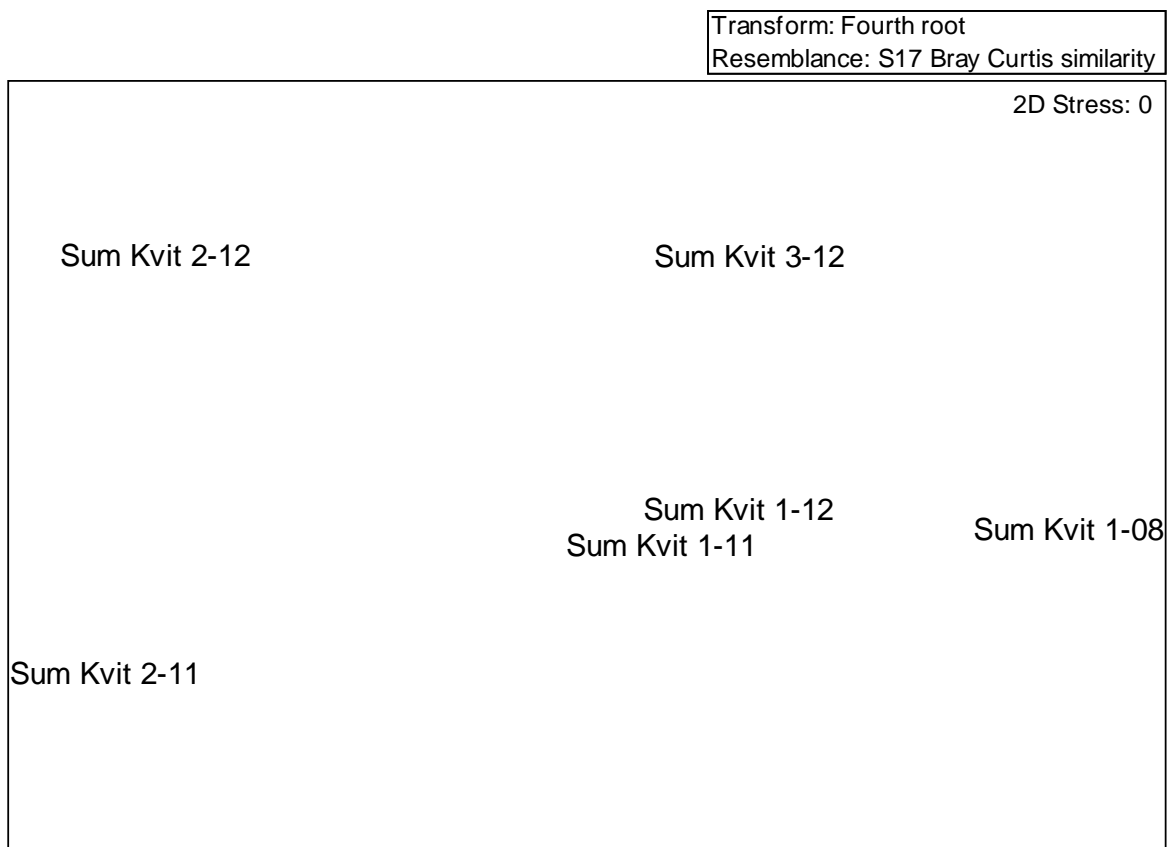 Transform: Fourth root
Resemblance: S17 Bray Curtis similarity
2D Stress: 0
Sum Kvit 2-12
Sum Kvit 3-12
Sum Kvit 1-12
Sum Kvit 1-08
Sum Kvit 1-11
Sum Kvit 2-11